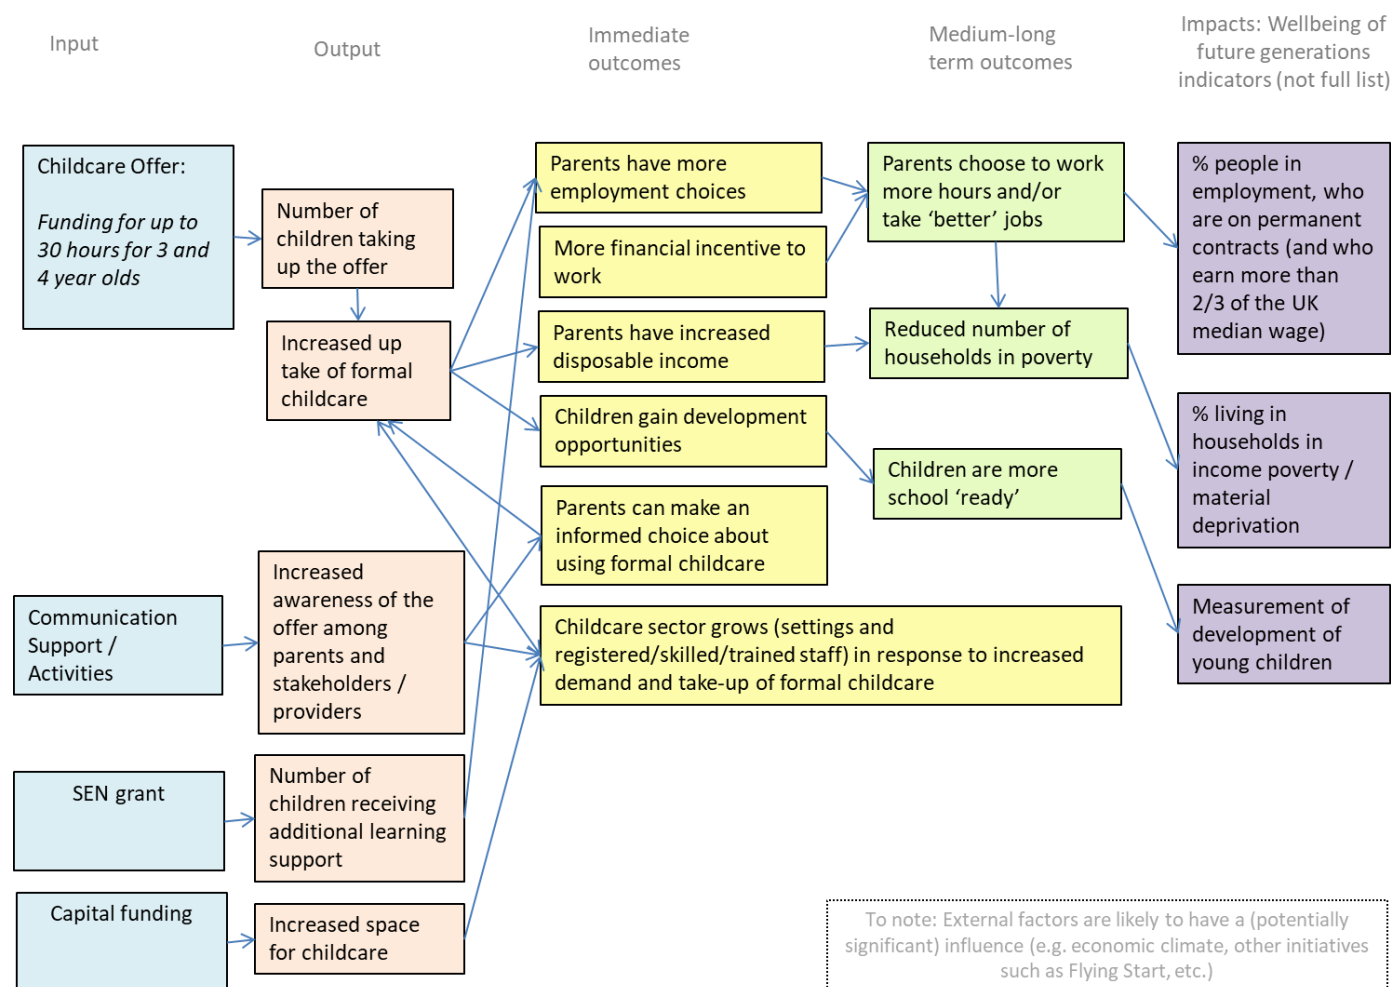 Input
Output
Immediate
outcomes
Medium-long
term outcomes
Impacts: Wellbeing of
future generations
indicators (not full list)
Childcare Offer:
Funding for up to
30 hours for 3 and
4 year olds
Number of
children taking
up the offer
Increased up
take of formal
childcare
Parents have more
employment choices
More financial incentive to
work
Parents have increased
disposable income
Children gain development
opportunities
Parents can make an
informed choice about
using formal childcare
Childcare sector grows (settings and
registered/skilled/trained staff) in response to increased
demand and take-up of formal childcare
Parents choose to work
more hours and/or
take ‘better’ jobs
Reduced number of
households in poverty
Children are more
school ‘ready’
% people in
employment, who
are on permanent
contracts (and who
earn more than
2/3 of the UK
median wage)
% living in
households in
income poverty /
material
deprivation
Measurement of
development of
young children
Communication
Support /
Activities
Increased
awareness of the
offer among
parents and
stakeholders /
providers
SEN grant
Number of
children receiving
additional learning
support
Capital funding
Increased space
for childcare
To note: External factors are likely to have a (potentially
significant) influence (e.g. economic climate, other initiatives
such as Flying Start, etc.)